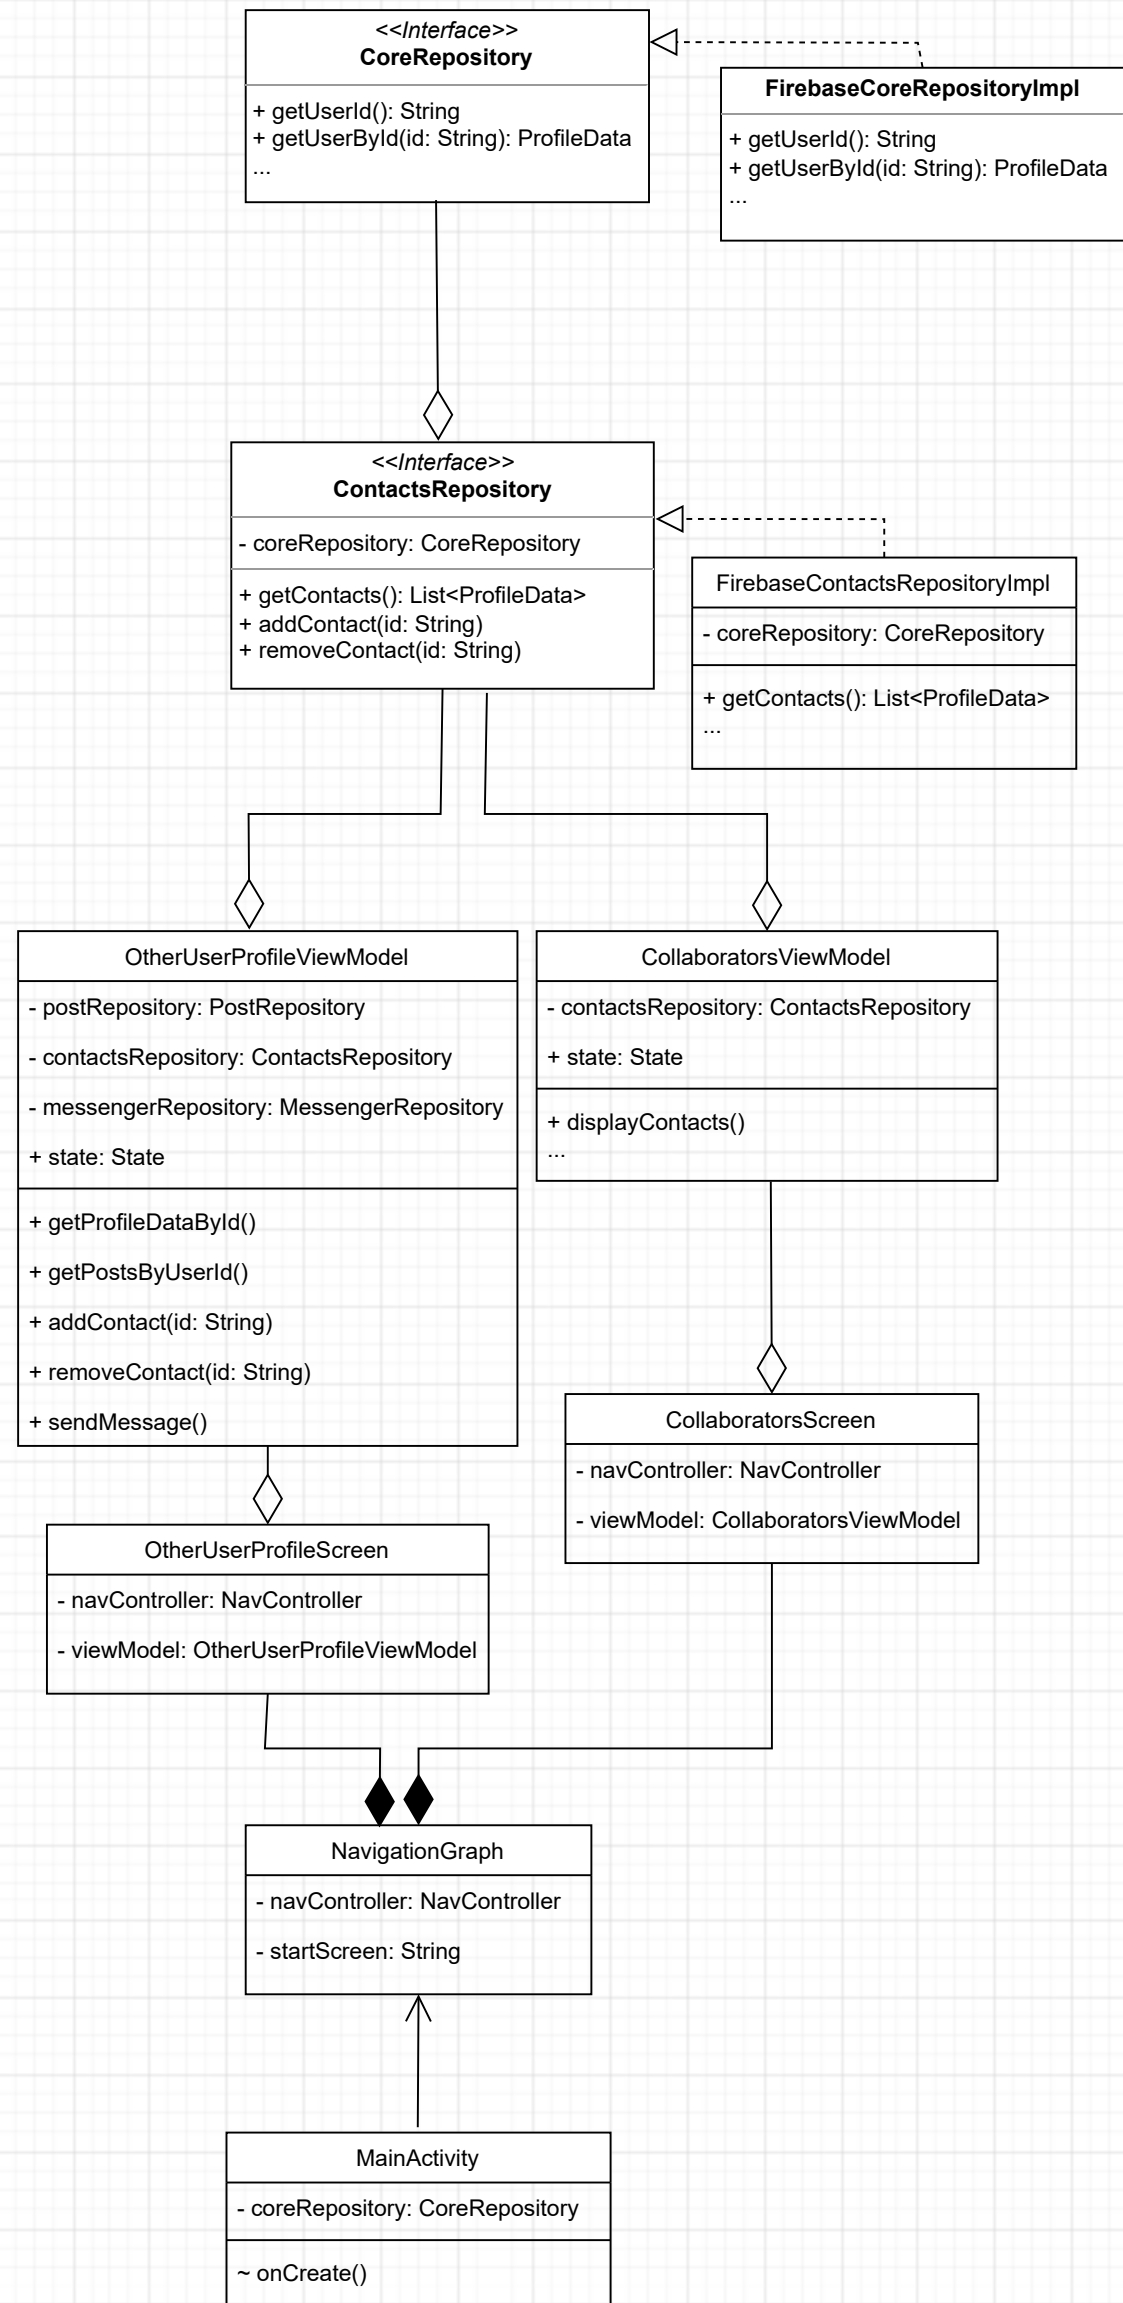 <<Interface>>
CoreRepository
+ getUserId(): String
+ getUserById(id: String): ProfileData
...
FirebaseCoreRepositoryImpl
+ getUserId(): String
+ getUserById(id: String): ProfileData
...
<<Interface>>
ContactsRepository
- coreRepository: CoreRepository
+ getContacts(): List<ProfileData>
+ addContact(id: String)
+ removeContact(id: String)
FirebaseContactsRepositoryImpl
- coreRepository: CoreRepository
+ getContacts(): List<ProfileData>
...
OtherUserProfileViewModel
- postRepository: PostRepository
- contactsRepository: ContactsRepository
- messengerRepository: MessengerRepository
+ state: State
+ getProfileDataById()
+ getPostsByUserId()
+ addContact(id: String)
+ removeContact(id: String)
+ sendMessage()
CollaboratorsViewModel
- contactsRepository: ContactsRepository
+ state: State
+ displayContacts()
...
CollaboratorsScreen
- navController: NavController
- viewModel: CollaboratorsViewModel
OtherUserProfileScreen
- navController: NavController
- viewModel: OtherUserProfileViewModel
NavigationGraph
- navController: NavController
- startScreen: String
MainActivity
- coreRepository: CoreRepository
~ onCreate()